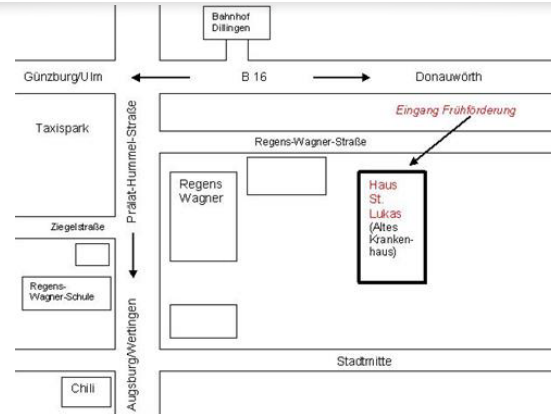 Bahnhof
Dillingen
Günzburg/Ulm
B 16
Donauwörth
Eingang Frühförderung
Taxispark
Prälat-Hummel-Straße
Regens-Wagner-Straße
Regens
Wagner
Haus
St.
Lukas
(Altes
Kranken-
haus)
Ziegelstraße
Regens-
Wagner-Schule
Augsburg/Wertingen
Stadtmitte
Chili